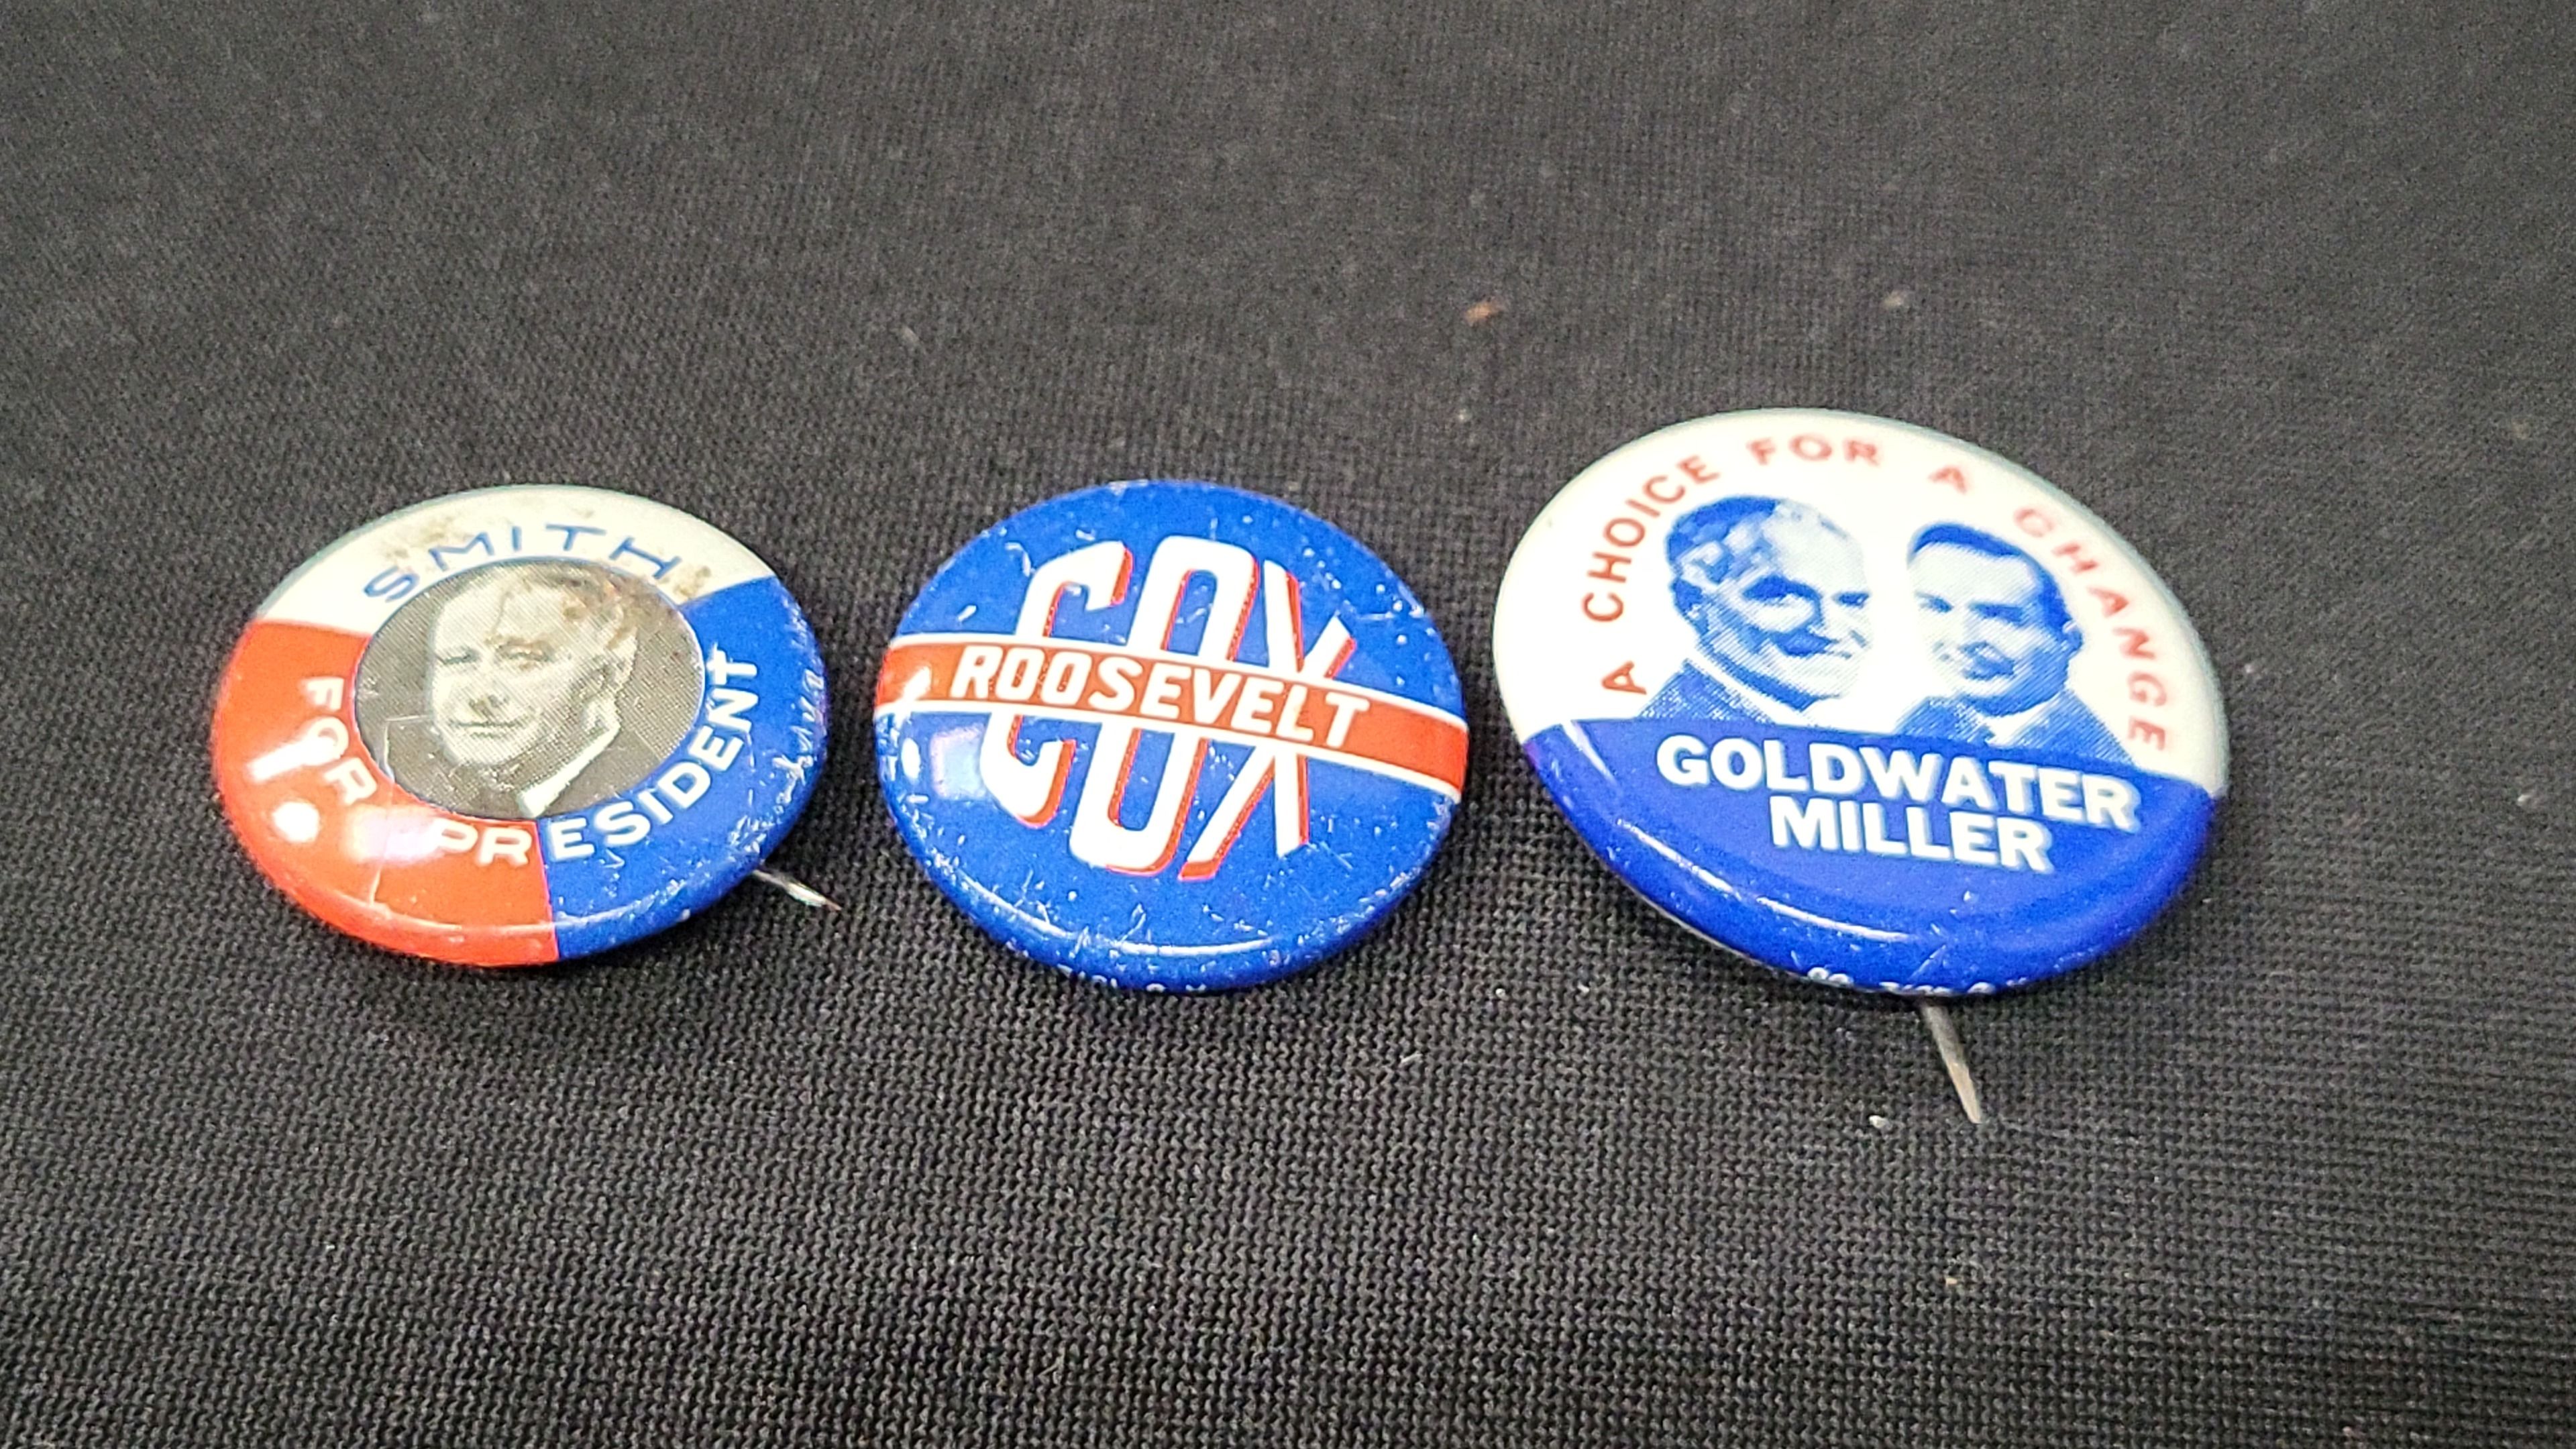 SMITH
FOR PRESIDENT
COX
ROOSEVELT
A CHOICE FOR A CHANGE
GOLDWATER
MILLER